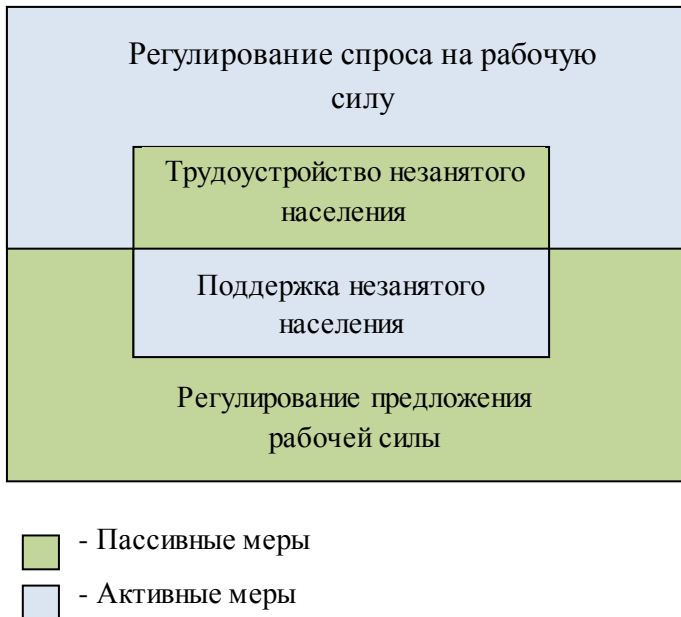 Регулирование спроса на рабочую
силу
Трудоустройство незанятого
населения
Поддержка незанятого
населения
Регулирование предложения
рабочей силы
- Пассивные меры
- Активные меры